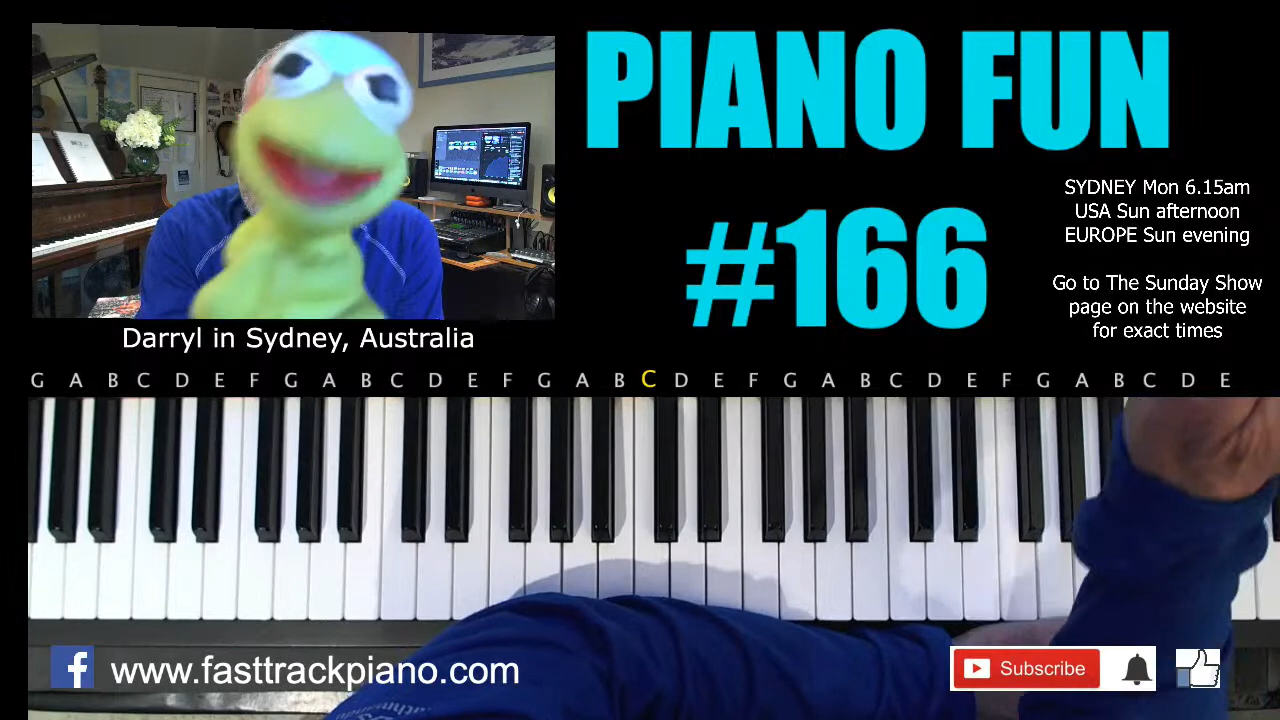 PIANO FUN
#166
SYDNEY Mon 6.15am
USA Sun afternoon
EUROPE Sun evening
Go to The Sunday Show
page on the website
for exact times
Darryl in Sydney, Australia
G A B C D E F G A B C D E F G A B C D E F G A B C D E F G A B C D E
f www.fasttrackpiano.com
Subscribe